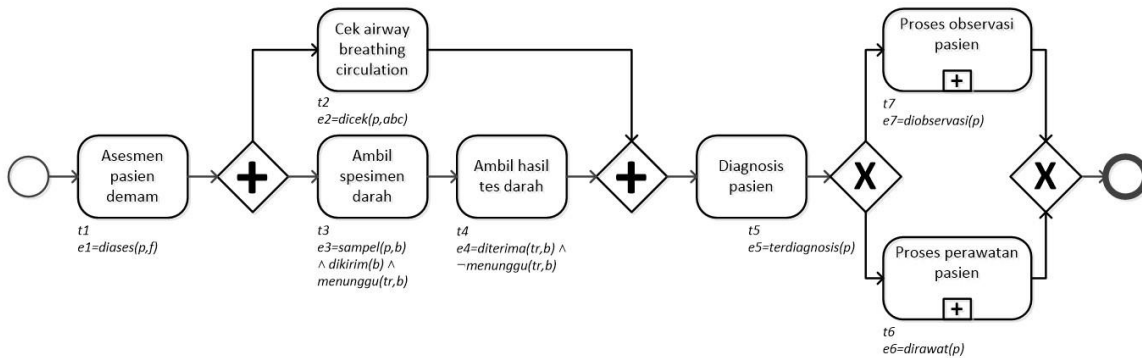 Cek airway
breathing
circulation
t2
e2=dicek(p,abc)
Asesmen
pasien
demam
t1
e1=diases(p,f)
Ambil
spesimen
darah
t3
e3=sampel(p,b)
∧ dikirim(b) ∧
menunggu(tr,b)
Ambil hasil
tes darah
t4
e4=diterima(tr,b) ∧
¬menunggu(tr,b)
Diagnosis
pasien
t5
e5=terdiagnosis(p)
X
Proses observasi
pasien
t7
e7=diobservasi(p)
Proses perawatan
pasien
t6
e6=dirawat(p)
X